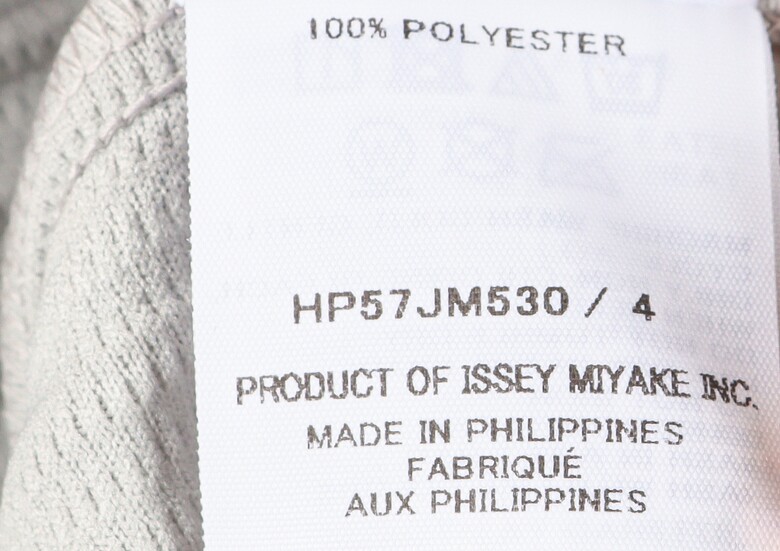 100% POLYESTER
HP57JM530 / 4
PRODUCT OF ISSEY MIYAKE INC.
MADE IN PHILIPPINES
FABRIQUÉ
AUX PHILIPPINES